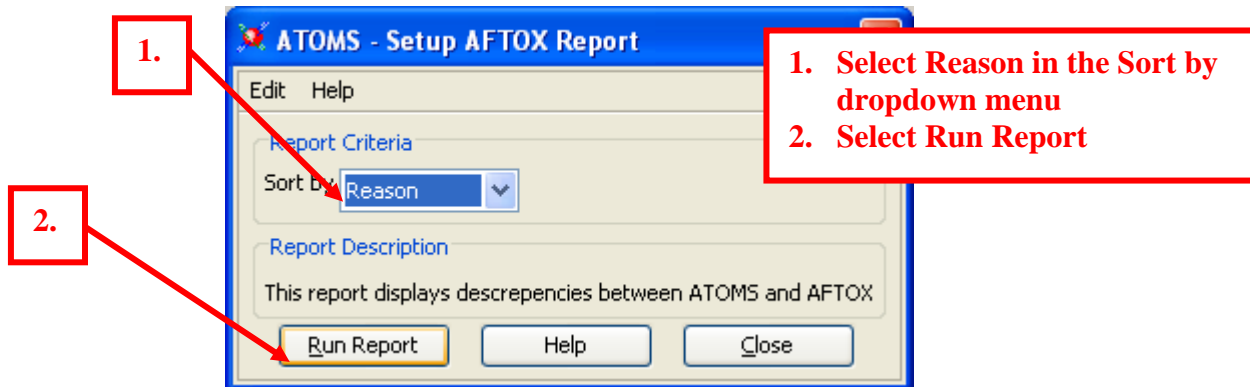 1.
ATOMS - Setup AFTOX Report
1. Select Reason in the Sort by
dropdown menu
2. Select Run Report
Edit Help
Report Criteria
Sort by Reason
2.
Report Description
This report displays descrepencies between ATOMS and AFTOX
Run Report Help Close